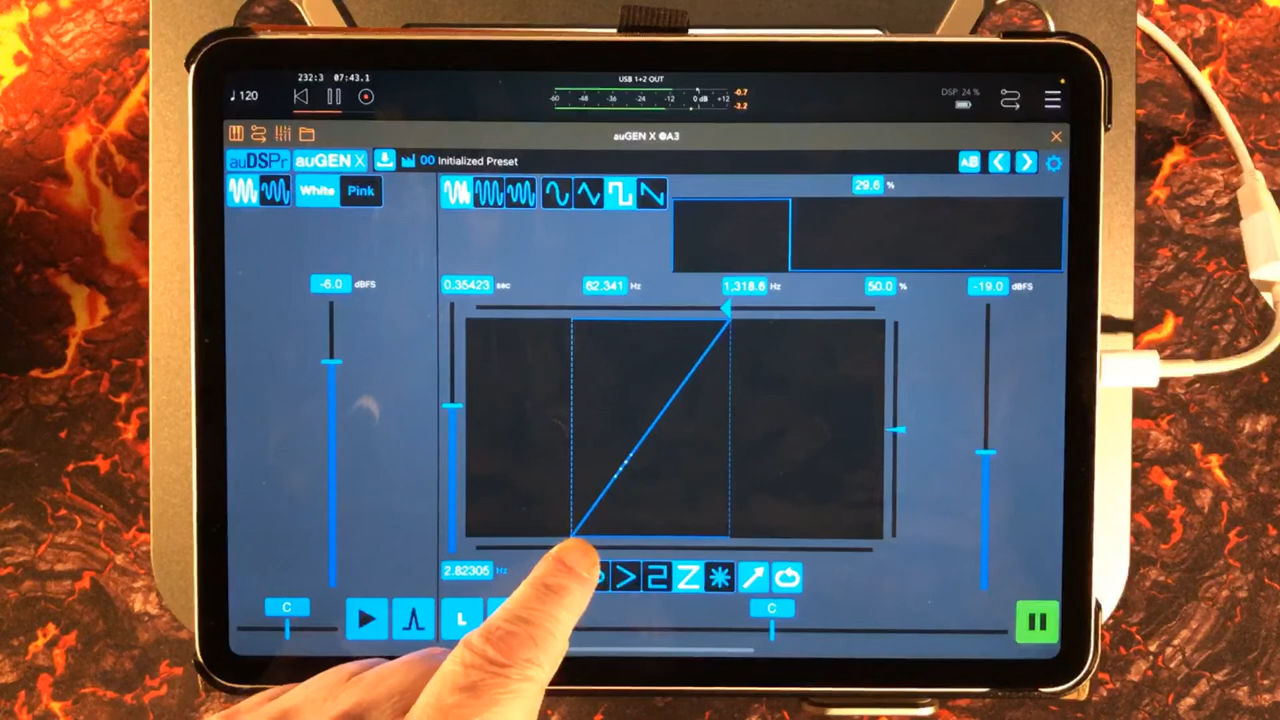 232:3 07:43.1
♩120
USB 1+2 OUT
-60 -48 -36 -24 -12 0 dB +12
-0.7
-3.2
DSP 24 %
auGEN X @A3
auDSPr auGEN X 00 Initialized Preset AB
White Pink
29.6 %
-6.0 dBFS 0.35423 sec 62.341 Hz 1,318.6 Hz 50.0 % -19.0 dBFS
2.82305 Hz
C L C